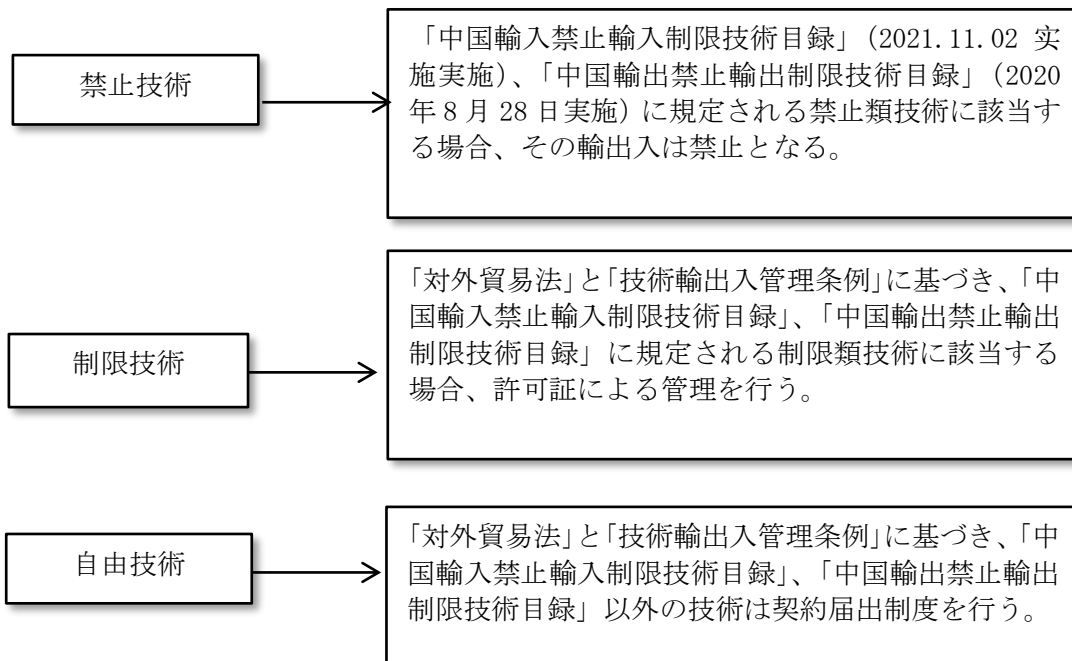 禁止技術
「中国輸入禁止輸入制限技術目録」(2021.11.02 实
施実施)、「中国輸出禁止輸出制限技術目録」(2020
年 8 月 28 日実施) に規定される禁止類技術に該当す
る場合、その輸出入は禁止となる。
制限技術
「対外貿易法」と「技術輸出入管理条例」に基づき、「中
国輸入禁止輸入制限技術目録」、「中国輸出禁止輸出
制限技術目録」に規定される制限類技術に該当する
場合、許可証による管理を行う。
自由技術
「対外貿易法」と「技術輸出入管理条例」に基づき、「中
国輸入禁止輸入制限技術目録」、「中国輸出禁止輸出
制限技術目録」以外の技術は契約届出制度を行う。